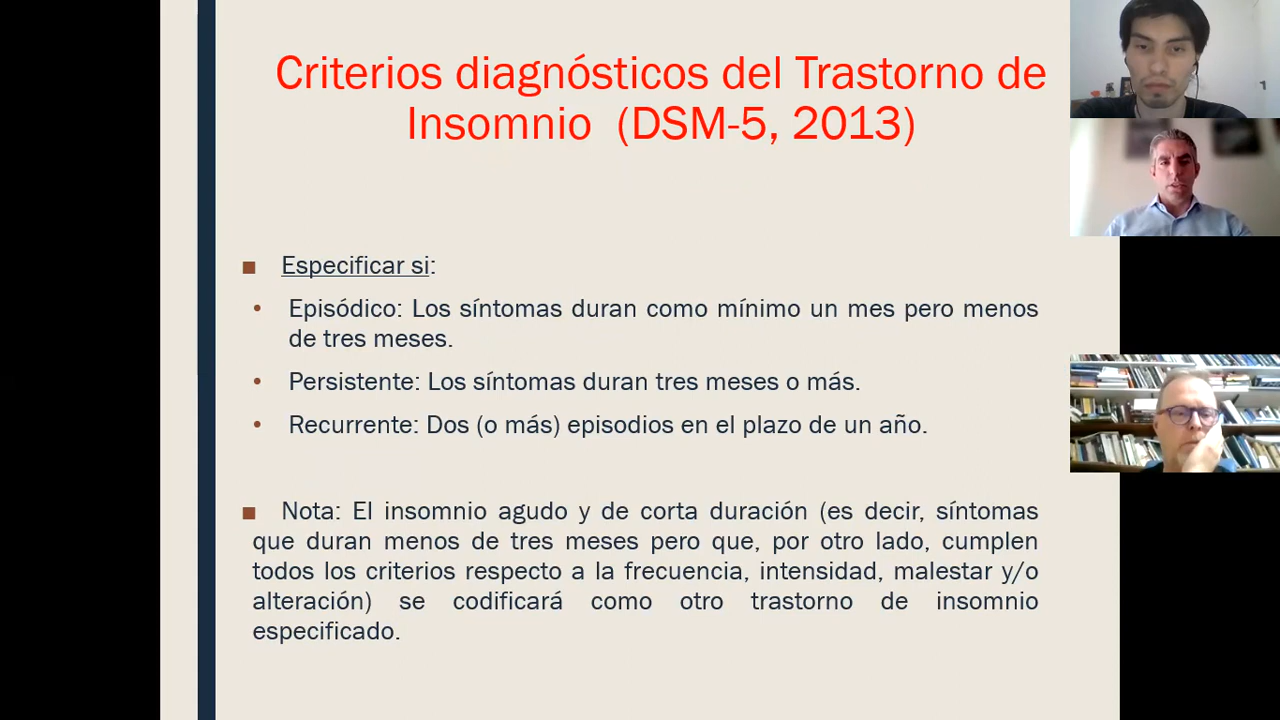 Criterios diagnósticos del Trastorno de
Insomnio (DSM-5, 2013)
Especificar si:
Episódico: Los síntomas duran como mínimo un mes pero menos
de tres meses.
Persistente: Los síntomas duran tres meses o más.
Recurrente: Dos (o más) episodios en el plazo de un año.
Nota: El insomnio agudo y de corta duración (es decir, síntomas
que duran menos de tres meses pero que, por otro lado, cumplen
todos los criterios respecto a la frecuencia, intensidad, malestar y/o
alteración) se codificará como otro trastorno de insomnio
especificado.